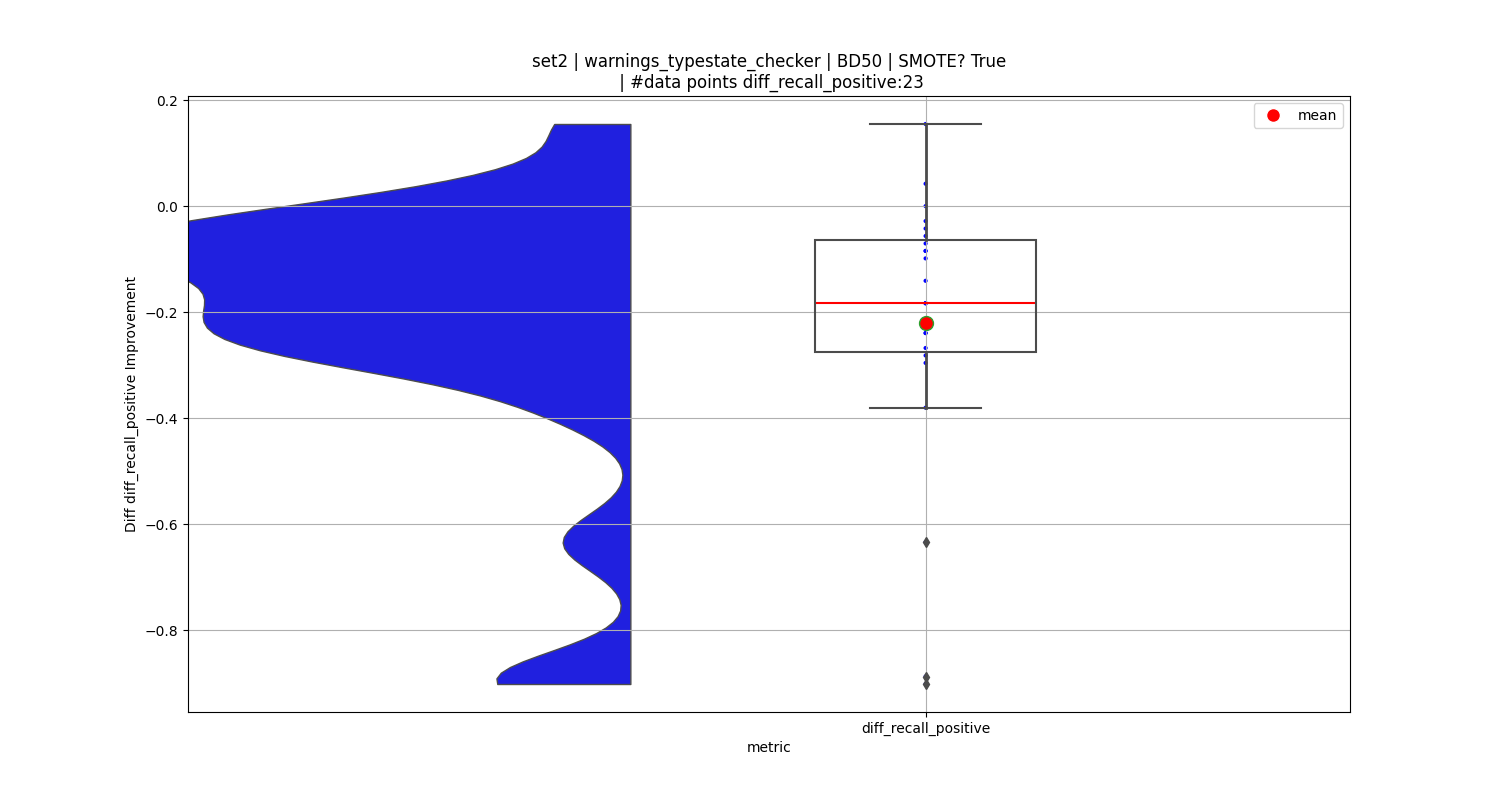 set2 | warnings_typestate_checker | BD50 | SMOTE? True
| #data points diff_recall_positive:23
mean
0.2
0.0
−0.2
−0.4
−0.6
−0.8
Diff diff_recall_positive Improvement
diff_recall_positive
metric